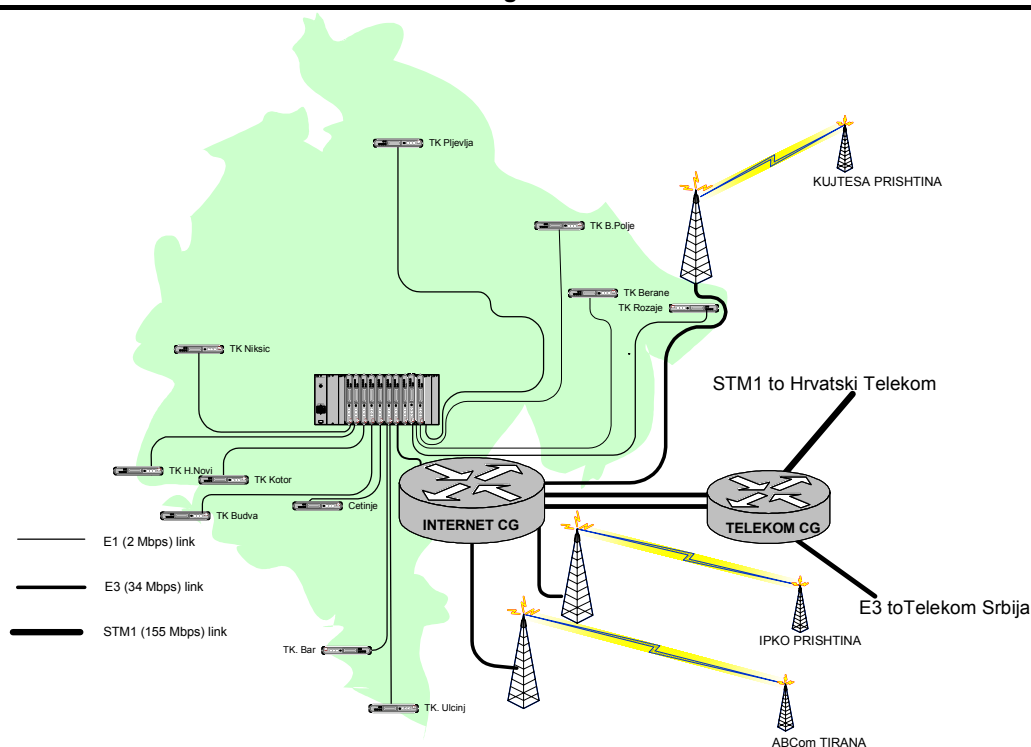 TK Pljevlja
KUJTESA PRISHTINA
TK B.Polje
TK Berane
TK Rozaje
TK Niksic
STM1 to Hrvatski Telekom
TK H.Novi
TK Kotor
TK Budva
Cetinje
INTERNET CG
TELEKOM CG
E1 (2 Mbps) link
E3 (34 Mbps) link
STM1 (155 Mbps) link
E3 toTelekom Srbija
IPKO PRISHTINA
TK. Bar
TK. Ulcinj
ABCom TIRANA